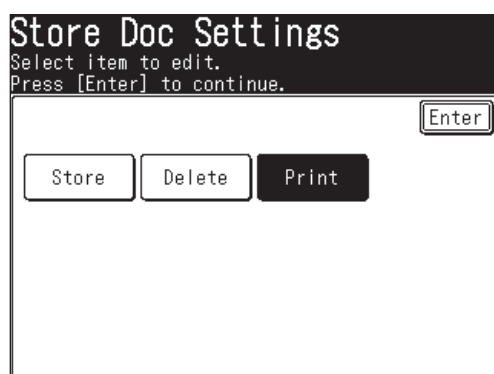 Store Doc Settings
Select item to edit.
Press [Enter] to continue.
Enter
Store Delete Print